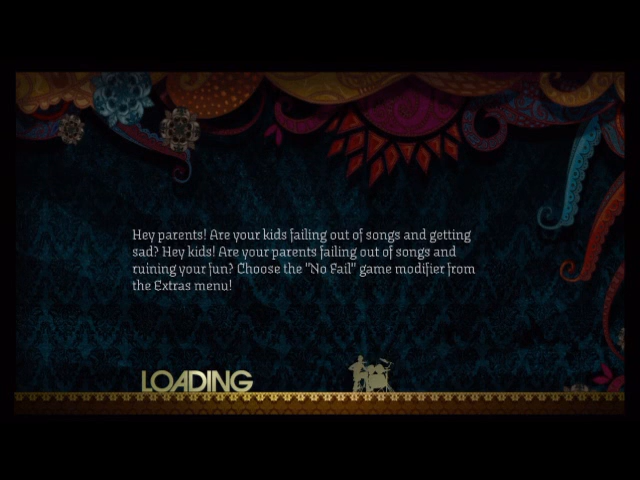 Hey parents! Are your kids failing out of songs and getting
sad? Hey kids! Are your parents failing out of songs and
ruining your fun? Choose the "No Fail" game modifier from
the Extras menu!
LOADING